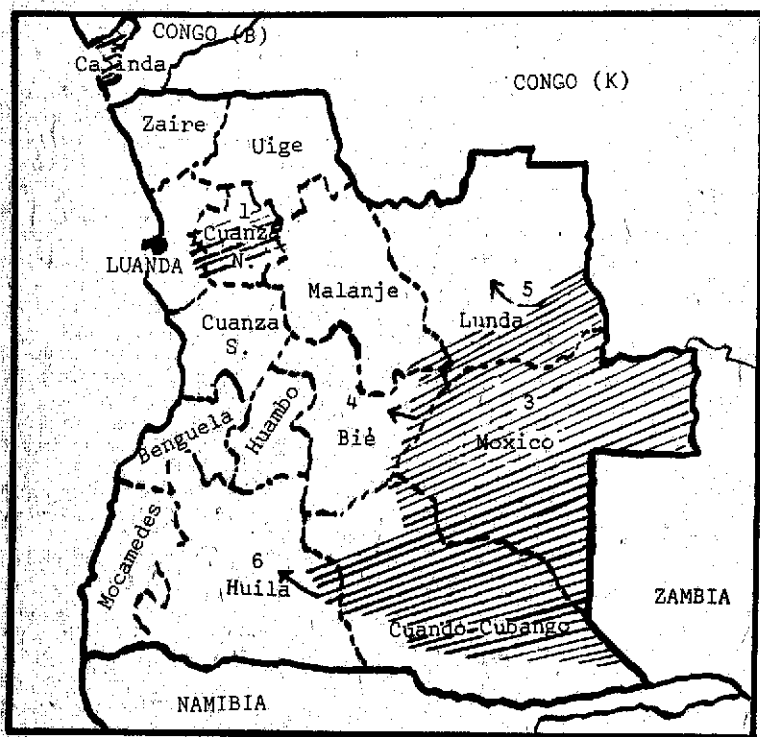 CONGO (B)
Cabinda
CONGO (K)
Zaire
Uige
1
Cuanza
N.
LUANDA
Malanje
5
Lunda
Cuanza
S.
4
3
Huambo
Benguela
Bié
Moxico
Mocamedes
6
Huila
ZAMBIA
Cuando-Cubango
NAMIBIA